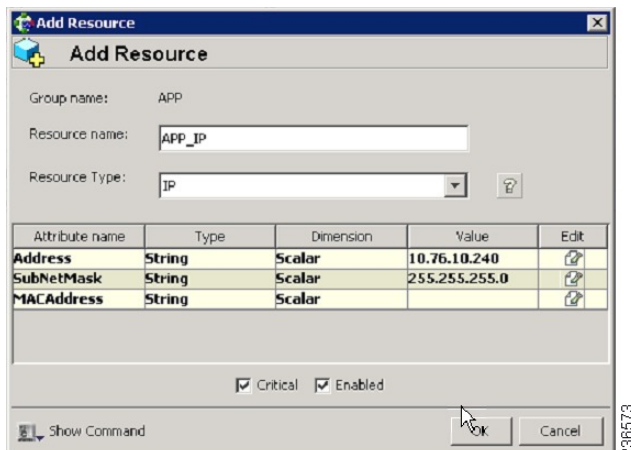 Add Resource
Add Resource
Group name: APP
Resource name: APP_IP
Resource Type: IP
Attribute name Type Dimension Value Edit
Address String Scalar 10.76.10.240
SubNetMask String Scalar 255.255.255.0
MACAddress String Scalar
Critical Enabled
Show Command OK Cancel